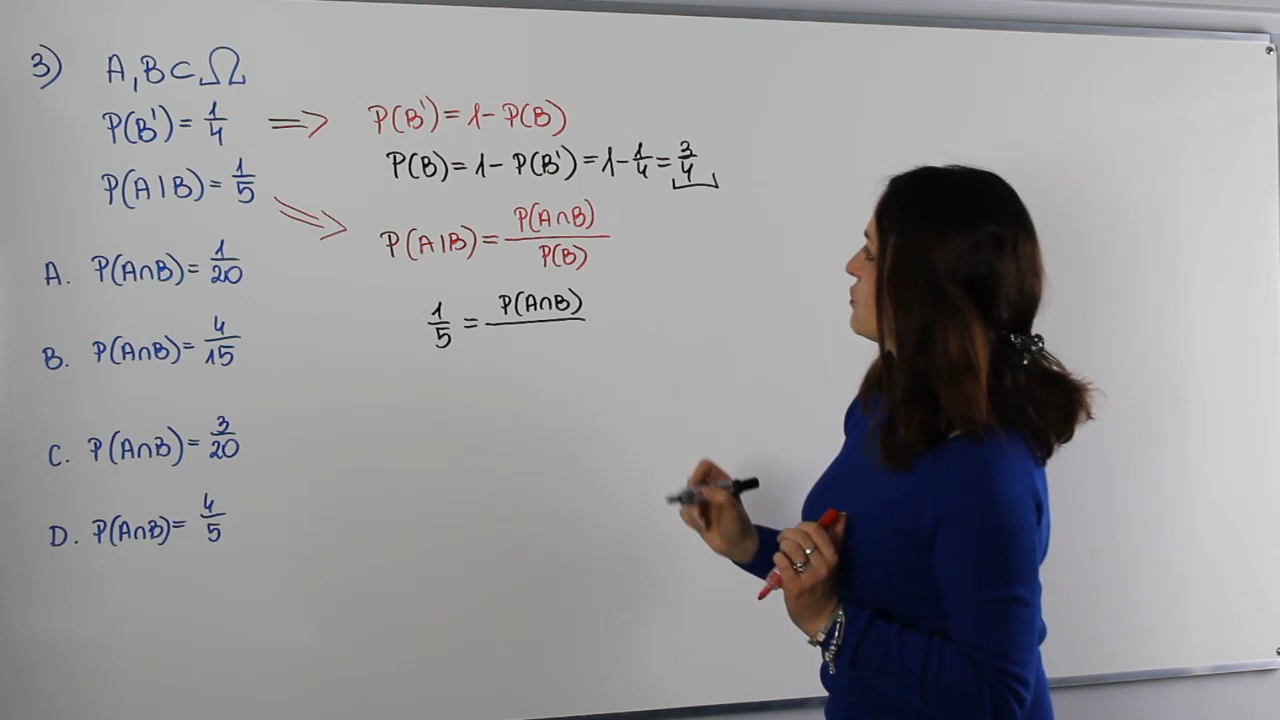 3) A, B ⊂ Ω
P(B') = 1/4 ⟹ P(B') = 1 - P(B)
P(B) = 1 - P(B') = 1 - 1/4 = 3/4
P(A|B) = 1/5 ⟹ P(A|B) = P(A∩B)/P(B)
1/5 = P(A∩B)/
A. P(A∩B) = 1/20
B. P(A∩B) = 4/15
C. P(A∩B) = 3/20
D. P(A∩B) = 4/5